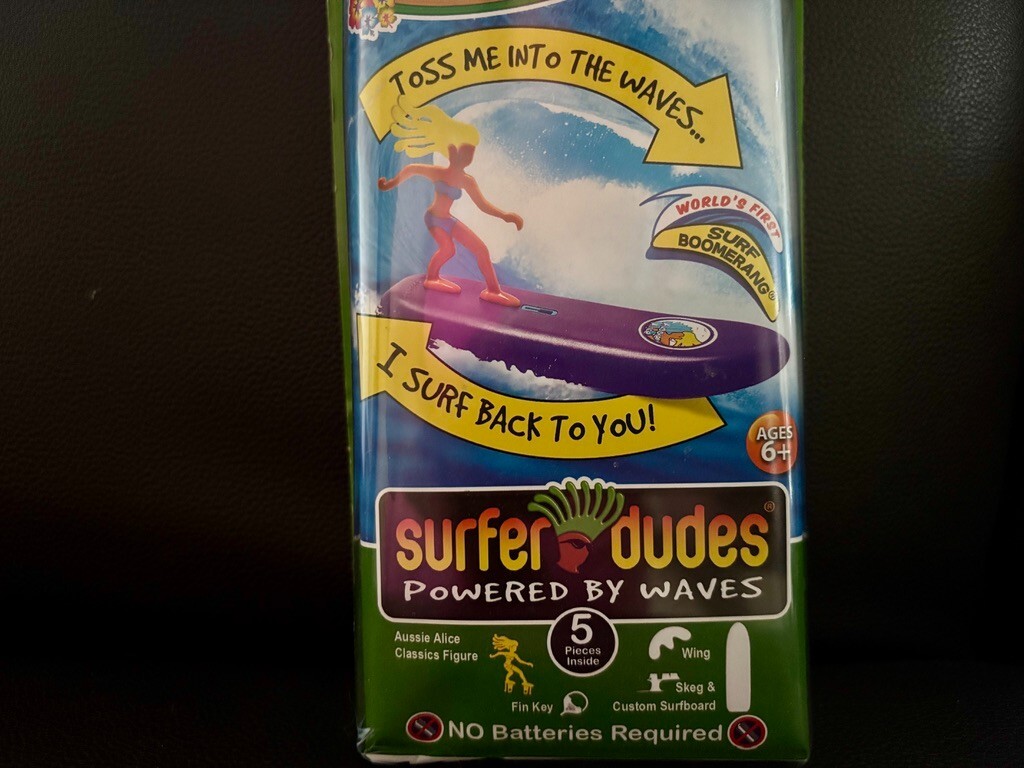 TOSS ME INTO THE WAVES...
WORLD'S FIRST
SURF
BOOMERANG®
I SURF BACK TO YOU!
AGES
6+
surfer dudes®
POWERED BY WAVES
Aussie Alice
Classics Figure
5
Pieces
Inside
Wing
Fin Key
Skeg &
Custom Surfboard
NO Batteries Required